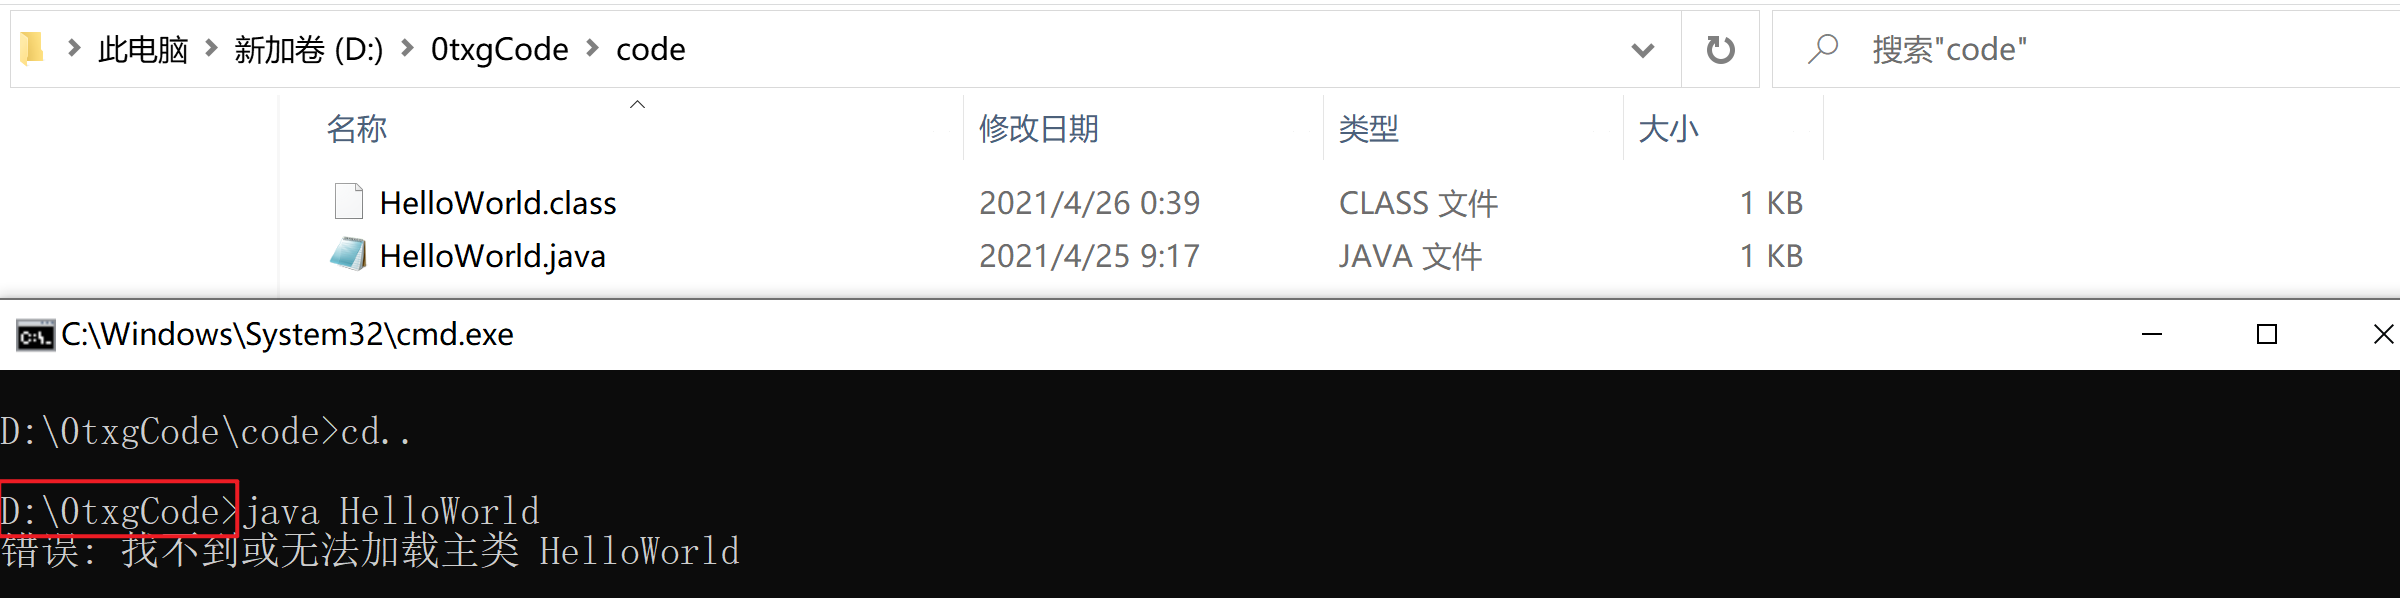 此电脑 新加卷 (D:) 0txgCode code 搜索"code"
名称 修改日期 类型 大小
HelloWorld.class 2021/4/26 0:39 CLASS 文件 1 KB
HelloWorld.java 2021/4/25 9:17 JAVA 文件 1 KB
C:\Windows\System32\cmd.exe
D:\0txgCode\code>cd..
D:\0txgCode>java HelloWorld
错误: 找不到或无法加载主类 HelloWorld